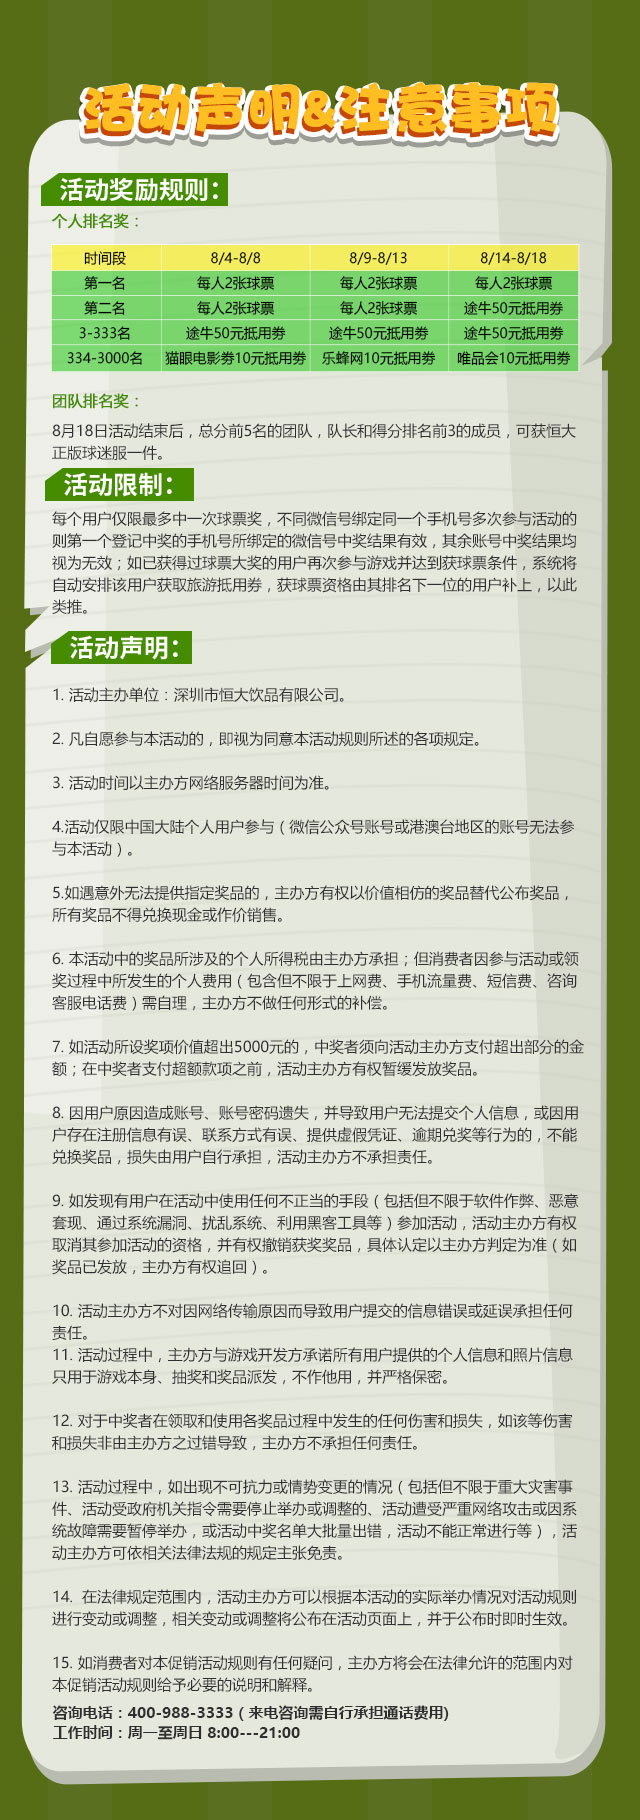 活动声明&注意事项
活动奖励规则：
个人排名奖：
时间段 8/4-8/8 8/9-8/13 8/14-8/18
第一名 每人2张球票 每人2张球票 每人2张球票
第二名 每人2张球票 每人2张球票 途牛50元抵用券
3-333名 途牛50元抵用券 途牛50元抵用券 途牛50元抵用券
334-3000名 猫眼电影券10元抵用券 乐蜂网10元抵用券 唯品会10元抵用券
团队排名奖：
8月18日活动结束后，总分前5名的团队，队长和得分排名前3的成员，可获恒大
正版球迷服一件。
活动限制：
每个用户仅限最多中一次球票奖，不同微信号绑定同一个手机号多次参与活动的
则第一个登记中奖的手机号所绑定的微信号中奖结果有效，其余账号中奖结果均
视为无效；如已获得过球票大奖的用户再次参与游戏并达到获球票条件，系统将
自动安排该用户获取旅游抵用券，获球票资格由其排名下一位的用户补上，以此
类推。
活动声明：
1. 活动主办单位：深圳市恒大饮品有限公司。
2. 凡自愿参与本活动的，即视为同意本活动规则所述的各项规定。
3. 活动时间以主办方网络服务器时间为准。
4.活动仅限中国大陆个人用户参与（微信公众号账号或港澳台地区的账号无法参
与本活动）。
5.如遇意外无法提供指定奖品的，主办方有权以价值相仿的奖品替代公布奖品，
所有奖品不得兑换现金或作价销售。
6. 本活动中的奖品所涉及的个人所得税由主办方承担；但消费者因参与活动或领
奖过程中所发生的个人费用（包含但不限于上网费、手机流量费、短信费、咨询
客服电话费）需自理，主办方不做任何形式的补偿。
7. 如活动所设奖项价值超出5000元的，中奖者须向活动主办方支付超出部分的金
额；在中奖者支付超额款项之前，活动主办方有权暂缓发放奖品。
8. 因用户原因造成账号、账号密码遗失，并导致用户无法提交个人信息，或因用
户存在注册信息有误、联系方式有误、提供虚假凭证、逾期兑奖等行为的，不能
兑换奖品，损失由用户自行承担，活动主办方不承担责任。
9. 如发现有用户在活动中使用任何不正当的手段（包括但不限于软件作弊、恶意
套现、通过系统漏洞、扰乱系统、利用黑客工具等）参加活动，活动主办方有权
取消其参加活动的资格，并有权撤销获奖奖品，具体认定以主办方判定为准（如
奖品已发放，主办方有权追回）。
10. 活动主办方不对因网络传输原因而导致用户提交的信息错误或延误承担任何
责任。
11. 活动过程中，主办方与游戏开发方承诺所有用户提供的个人信息和照片信息
只用于游戏本身、抽奖和奖品派发，不作他用，并严格保密。
12. 对于中奖者在领取和使用各奖品过程中发生的任何伤害和损失，如该等伤害
和损失非由主办方之过错导致，主办方不承担任何责任。
13. 活动过程中，如出现不可抗力或情势变更的情况（包括但不限于重大灾害事
件、活动受政府机关指令需要停止举办或调整的、活动遭受严重网络攻击或因系
统故障需要暂停举办，或活动中奖名单大批量出错，活动不能正常进行等），活
动主办方可依相关法律法规的规定主张免责。
14. 在法律规定范围内，活动主办方可以根据本活动的实际举办情况对活动规则
进行变动或调整，相关变动或调整将公布在活动页面上，并于公布时即时生效。
15. 如消费者对本促销活动规则有任何疑问，主办方将会在法律允许的范围内对
本促销活动规则给予必要的说明和解释。
咨询电话：400-988-3333（来电咨询需自行承担通话费用)
工作时间：周一至周日 8:00---21:00